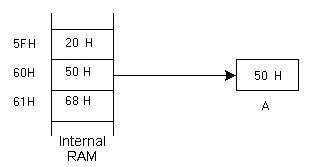 5FH 20 H
60H 50 H 50 H
61H 68 H A
Internal
RAM